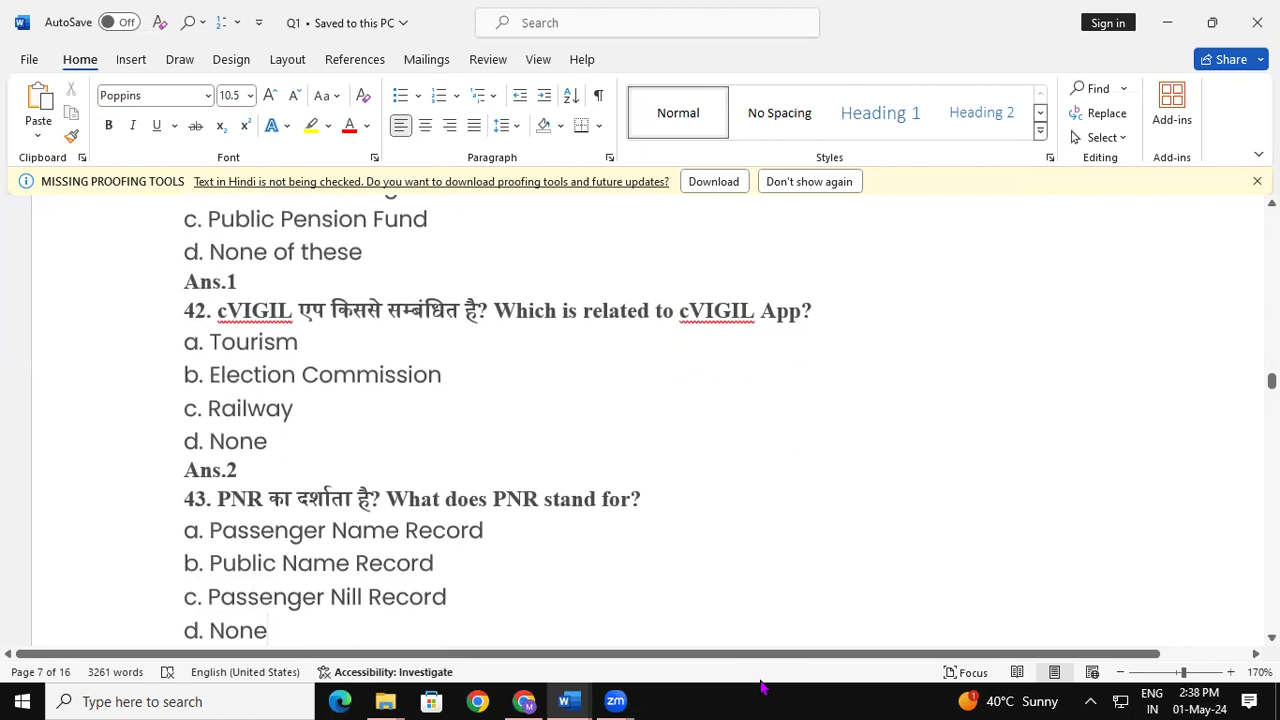 AutoSave Off Q1 • Saved to this PC Search Sign in
File Home Insert Draw Design Layout References Mailings Review View Help Share
Poppins 10.5 Aa Find
Paste Normal No Spacing Heading 1 Heading 2 Replace Add-ins
B I U ab x₂ x² A A Select
Clipboard Font Paragraph Styles Editing Add-ins
MISSING PROOFING TOOLS Text in Hindi is not being checked. Do you want to download proofing tools and future updates? Download Don't show again
c. Public Pension Fund
d. None of these
Ans.1
42. cVIGIL एप किससे सम्बंधित है? Which is related to cVIGIL App?
a. Tourism
b. Election Commission
c. Railway
d. None
Ans.2
43. PNR का दर्शाता है? What does PNR stand for?
a. Passenger Name Record
b. Public Name Record
c. Passenger Nill Record
d. None
Page 7 of 16 3261 words English (United States) Accessibility: Investigate Focus 170%
Type here to search zm 40°C Sunny ENG IN 2:38 PM 01-May-24